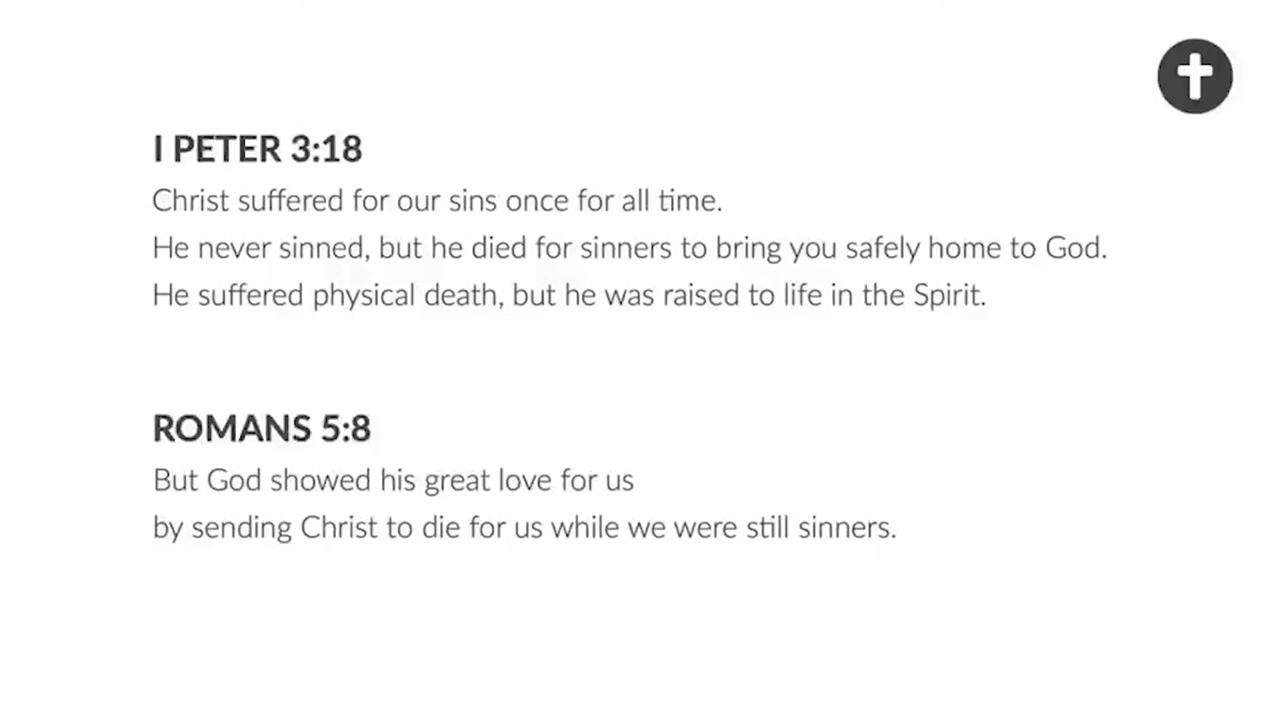 I PETER 3:18
Christ suffered for our sins once for all time.
He never sinned, but he died for sinners to bring you safely home to God.
He suffered physical death, but he was raised to life in the Spirit.
ROMANS 5:8
But God showed his great love for us
by sending Christ to die for us while we were still sinners.